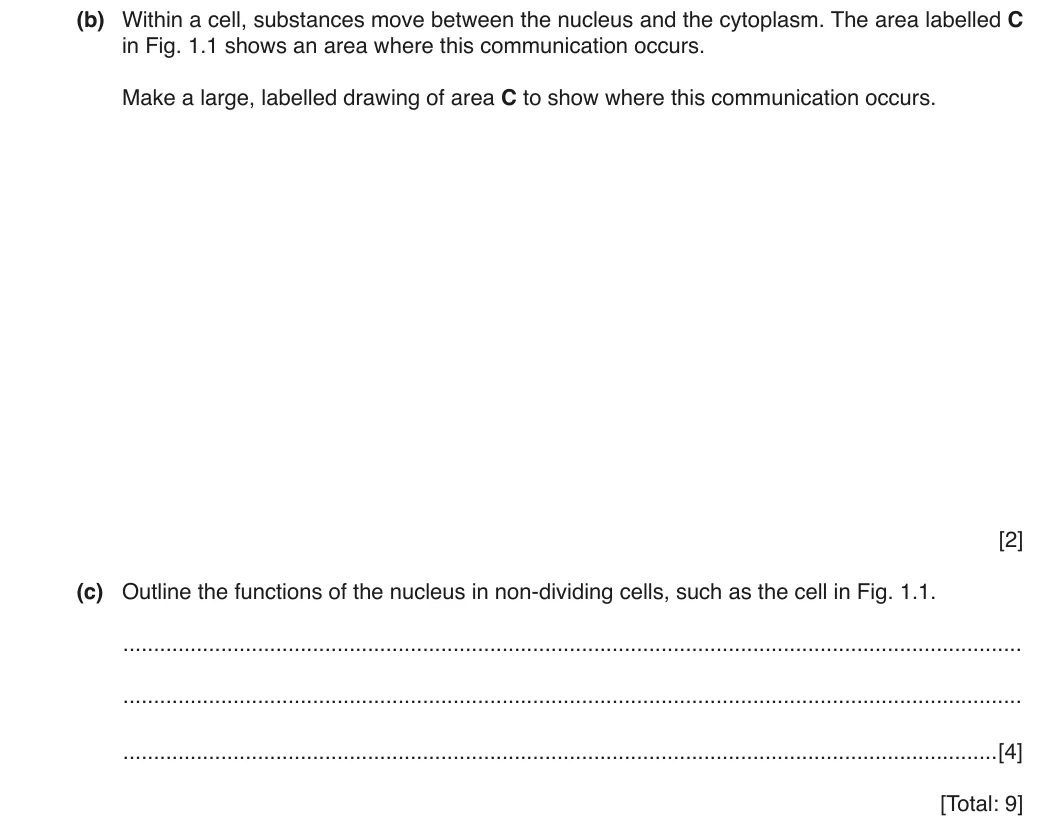 (b) Within a cell, substances move between the nucleus and the cytoplasm. The area labelled C
in Fig. 1.1 shows an area where this communication occurs.
Make a large, labelled drawing of area C to show where this communication occurs.
[2]
(c) Outline the functions of the nucleus in non-dividing cells, such as the cell in Fig. 1.1.
..........................................................................................................................................................
..........................................................................................................................................................
......................................................................................................................................................[4]
[Total: 9]